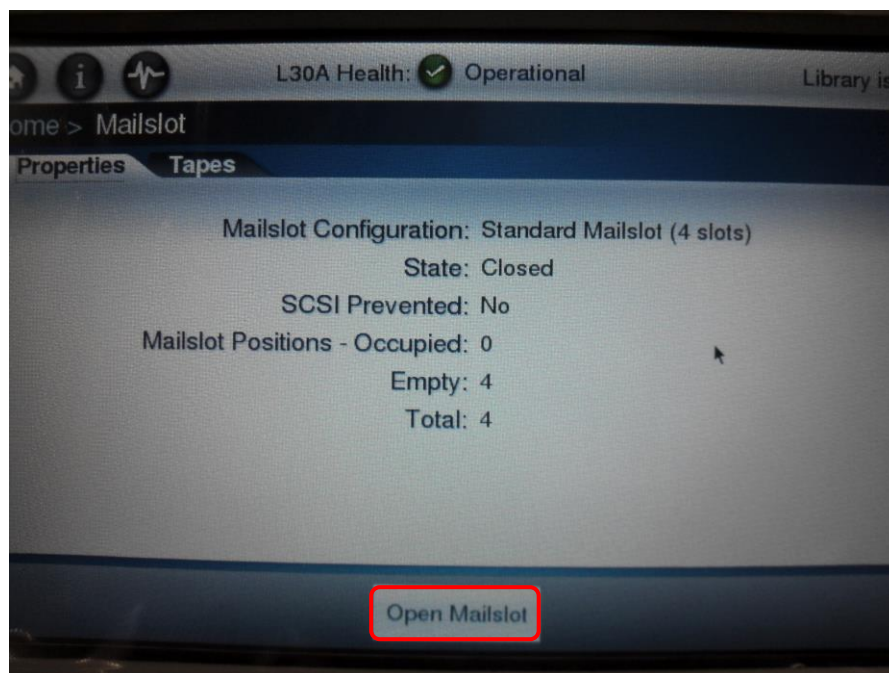 L30A Health: Operational
Library is
ome > Mailslot
Properties Tapes
Mailslot Configuration: Standard Mailslot (4 slots)
State: Closed
SCSI Prevented: No
Mailslot Positions - Occupied: 0
Empty: 4
Total: 4
Open Mailslot